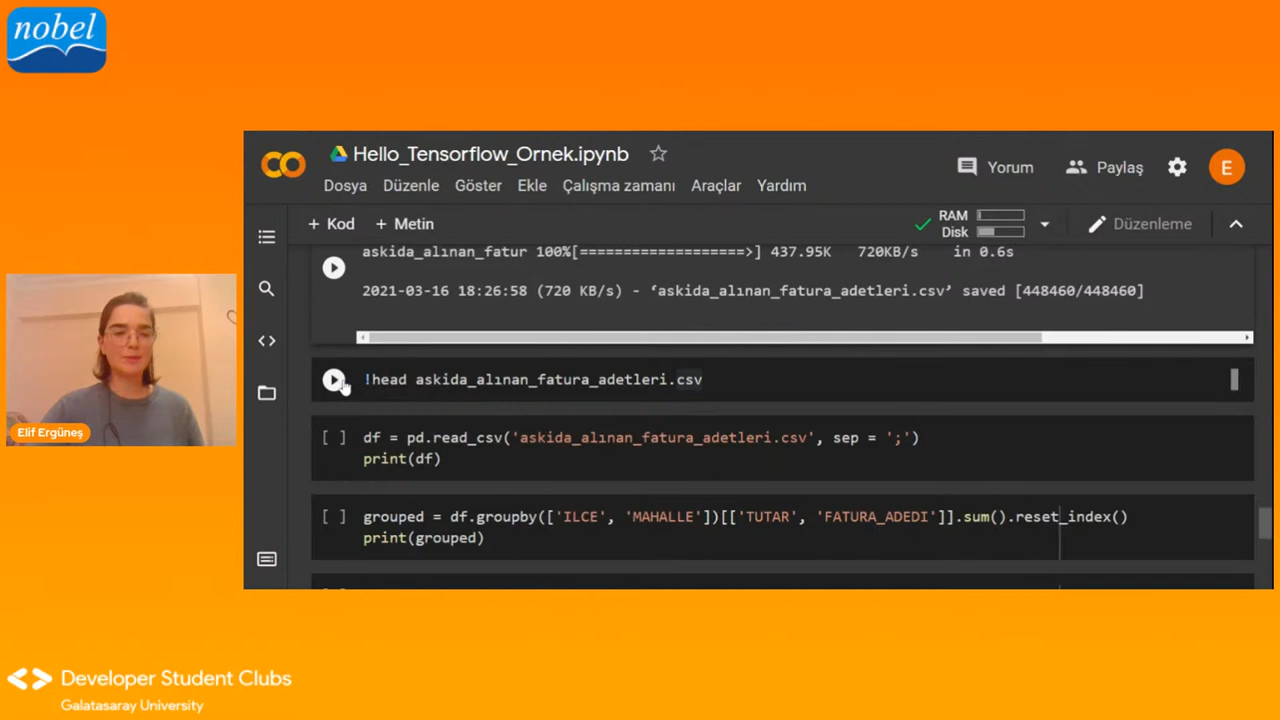 nobel
Hello_Tensorflow_Ornek.ipynb
Yorum
Paylaş
E
Dosya Düzenle Göster Ekle Çalışma zamanı Araçlar Yardım
+ Kod + Metin
RAM
Disk
Düzenleme
askida_alınan_fatur 100%[===================>] 437.95K 720KB/s in 0.6s
2021-03-16 18:26:58 (720 KB/s) - ‘askida_alınan_fatura_adetleri.csv’ saved [448460/448460]
!head askida_alınan_fatura_adetleri.csv
[ ] df = pd.read_csv('askida_alınan_fatura_adetleri.csv', sep = ';')
print(df)
[ ] grouped = df.groupby(['ILCE', 'MAHALLE'])[['TUTAR', 'FATURA_ADEDI']].sum().reset_index()
print(grouped)
Elif Ergüneş
Developer Student Clubs
Galatasaray University